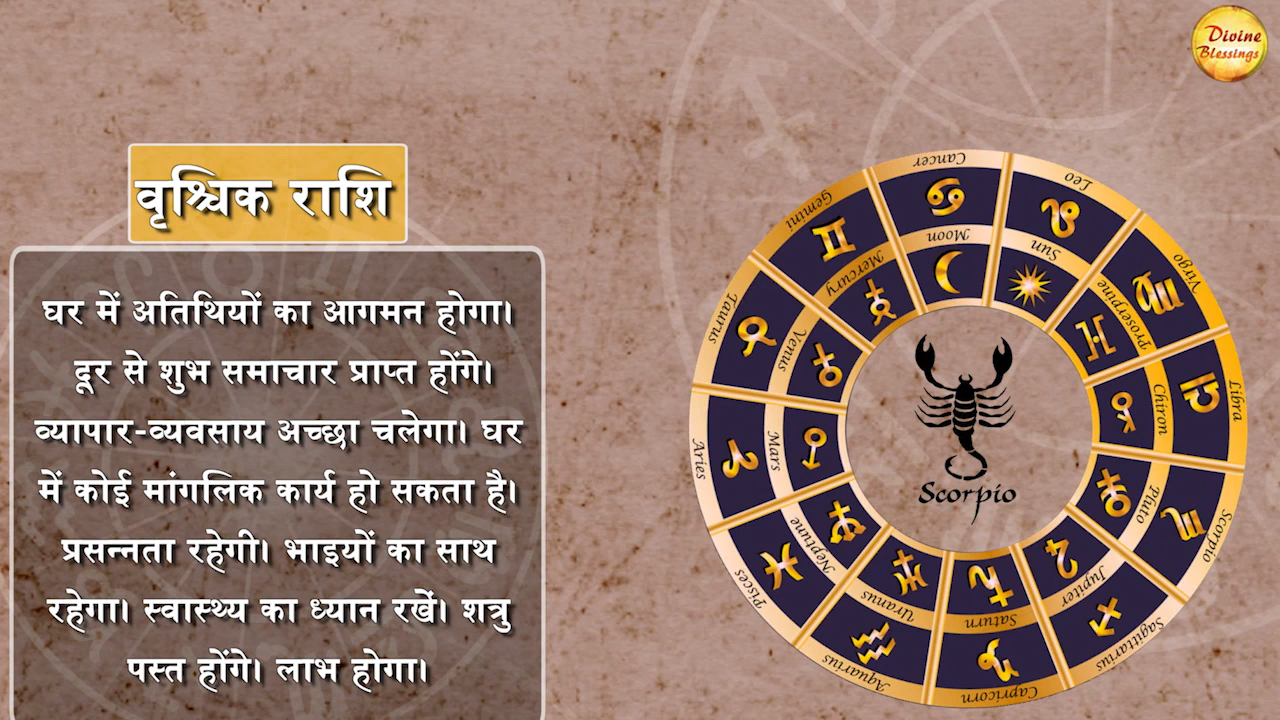 Divine
Blessings
वृश्चिक राशि
घर में अतिथियों का आगमन होगा।
दूर से शुभ समाचार प्राप्त होंगे।
व्यापार-व्यवसाय अच्छा चलेगा। घर
में कोई मांगलिक कार्य हो सकता है।
प्रसन्नता रहेगी। भाइयों का साथ
रहेगा। स्वास्थ्य का ध्यान रखें। शत्रु
पस्त होंगे। लाभ होगा।
Cancer
Leo
Virgo
Libra
Scorpio
Sagittarius
Capricorn
Aquarius
Pisces
Aries
Taurus
Gemini
Moon
Sun
Proserpine
Chiron
Pluto
Jupiter
Saturn
Uranus
Neptune
Mars
Venus
Mercury
Scorpio